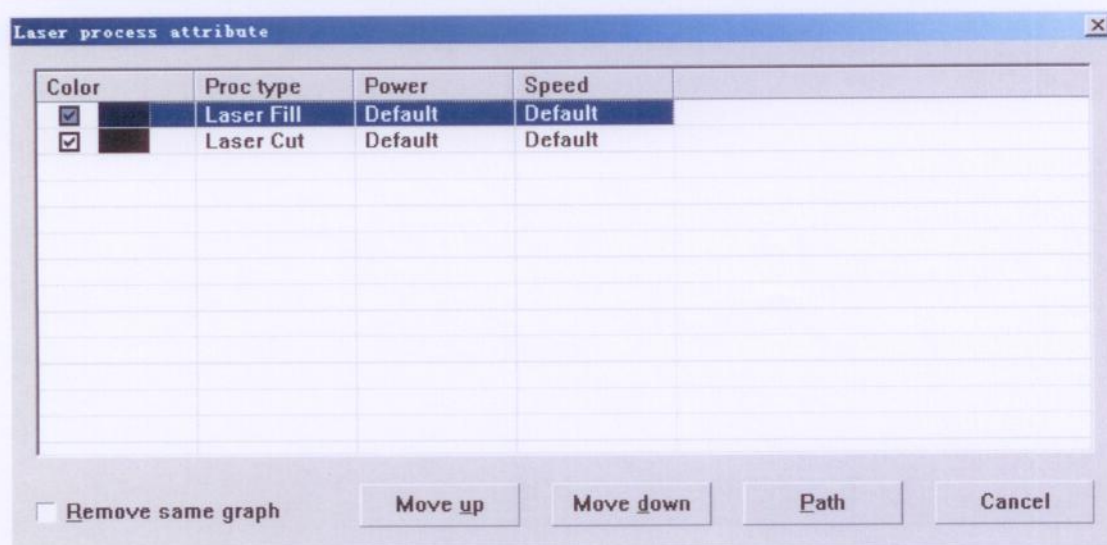 Laser process attribute
Color Proc type Power Speed
Laser Fill Default Default
Laser Cut Default Default
Remove same graph Move up Move down Path Cancel